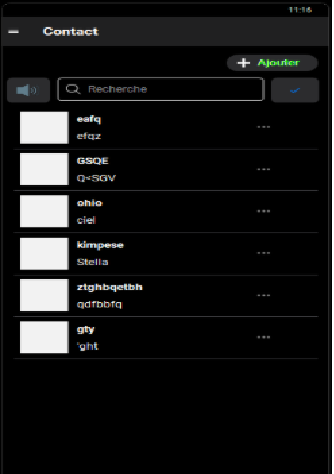 11:16
Contact
Ajouter
Recherche
eafq
efqz
GSQE
Q<SGV
ohio
ciel
kimpese
Stella
ztghbqetbh
qdfbbfq
gty
'ght